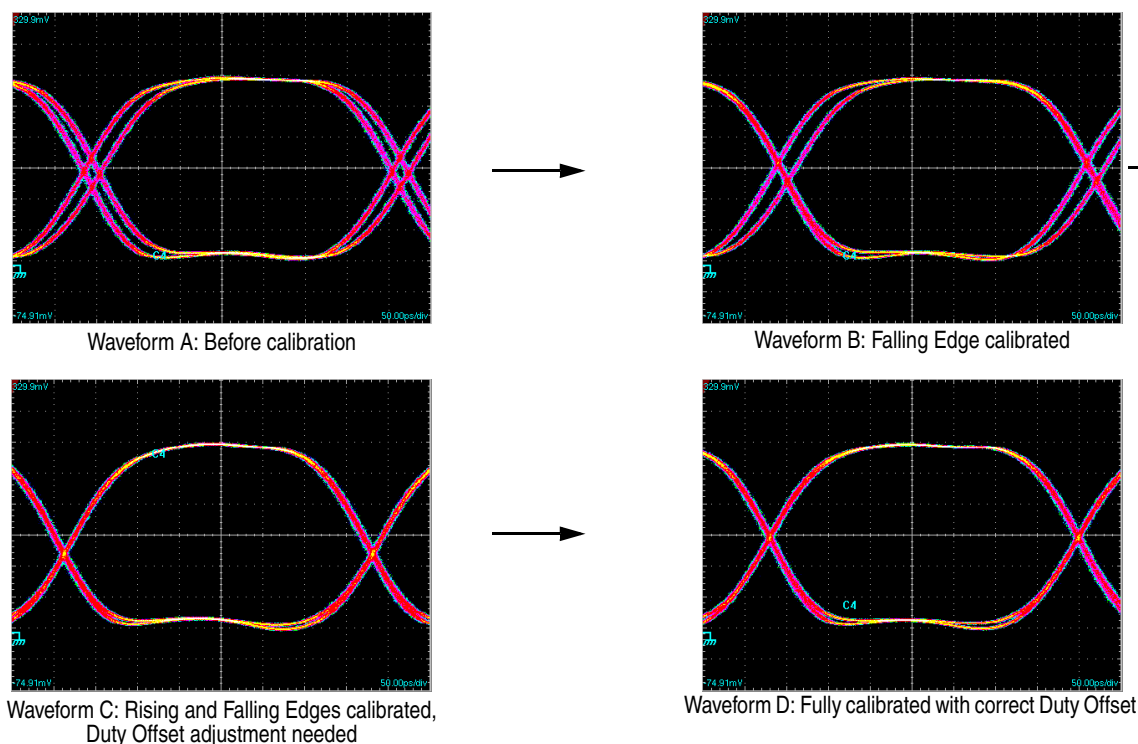 329.9mV
C4
-74.91mV
50.00ps/div
Waveform A: Before calibration
329.9mV
C4
-74.91mV
50.00ps/div
Waveform B: Falling Edge calibrated
329.9mV
C4
-74.91mV
50.00ps/div
Waveform C: Rising and Falling Edges calibrated,
Duty Offset adjustment needed
329.9mV
C4
-74.91mV
50.00ps/div
Waveform D: Fully calibrated with correct Duty Offset